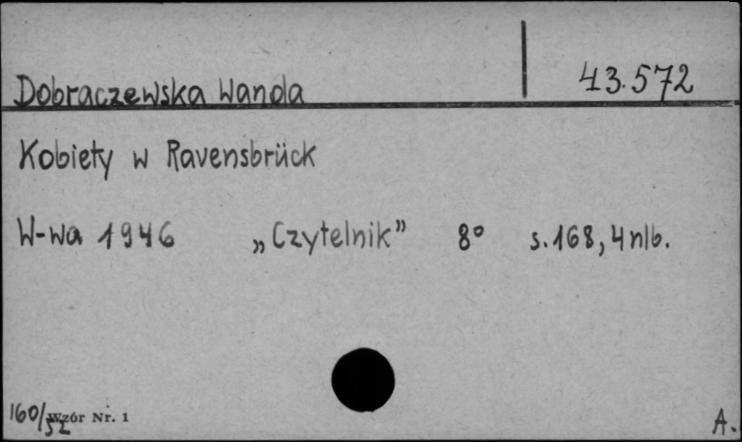 Dobraczewska Wanda 43.572
Kobiety w Ravensbrück
W-wa 1946 „Czytelnik” 8° s.168, 4 nlb.
160/52 Wzór Nr. 1 A.